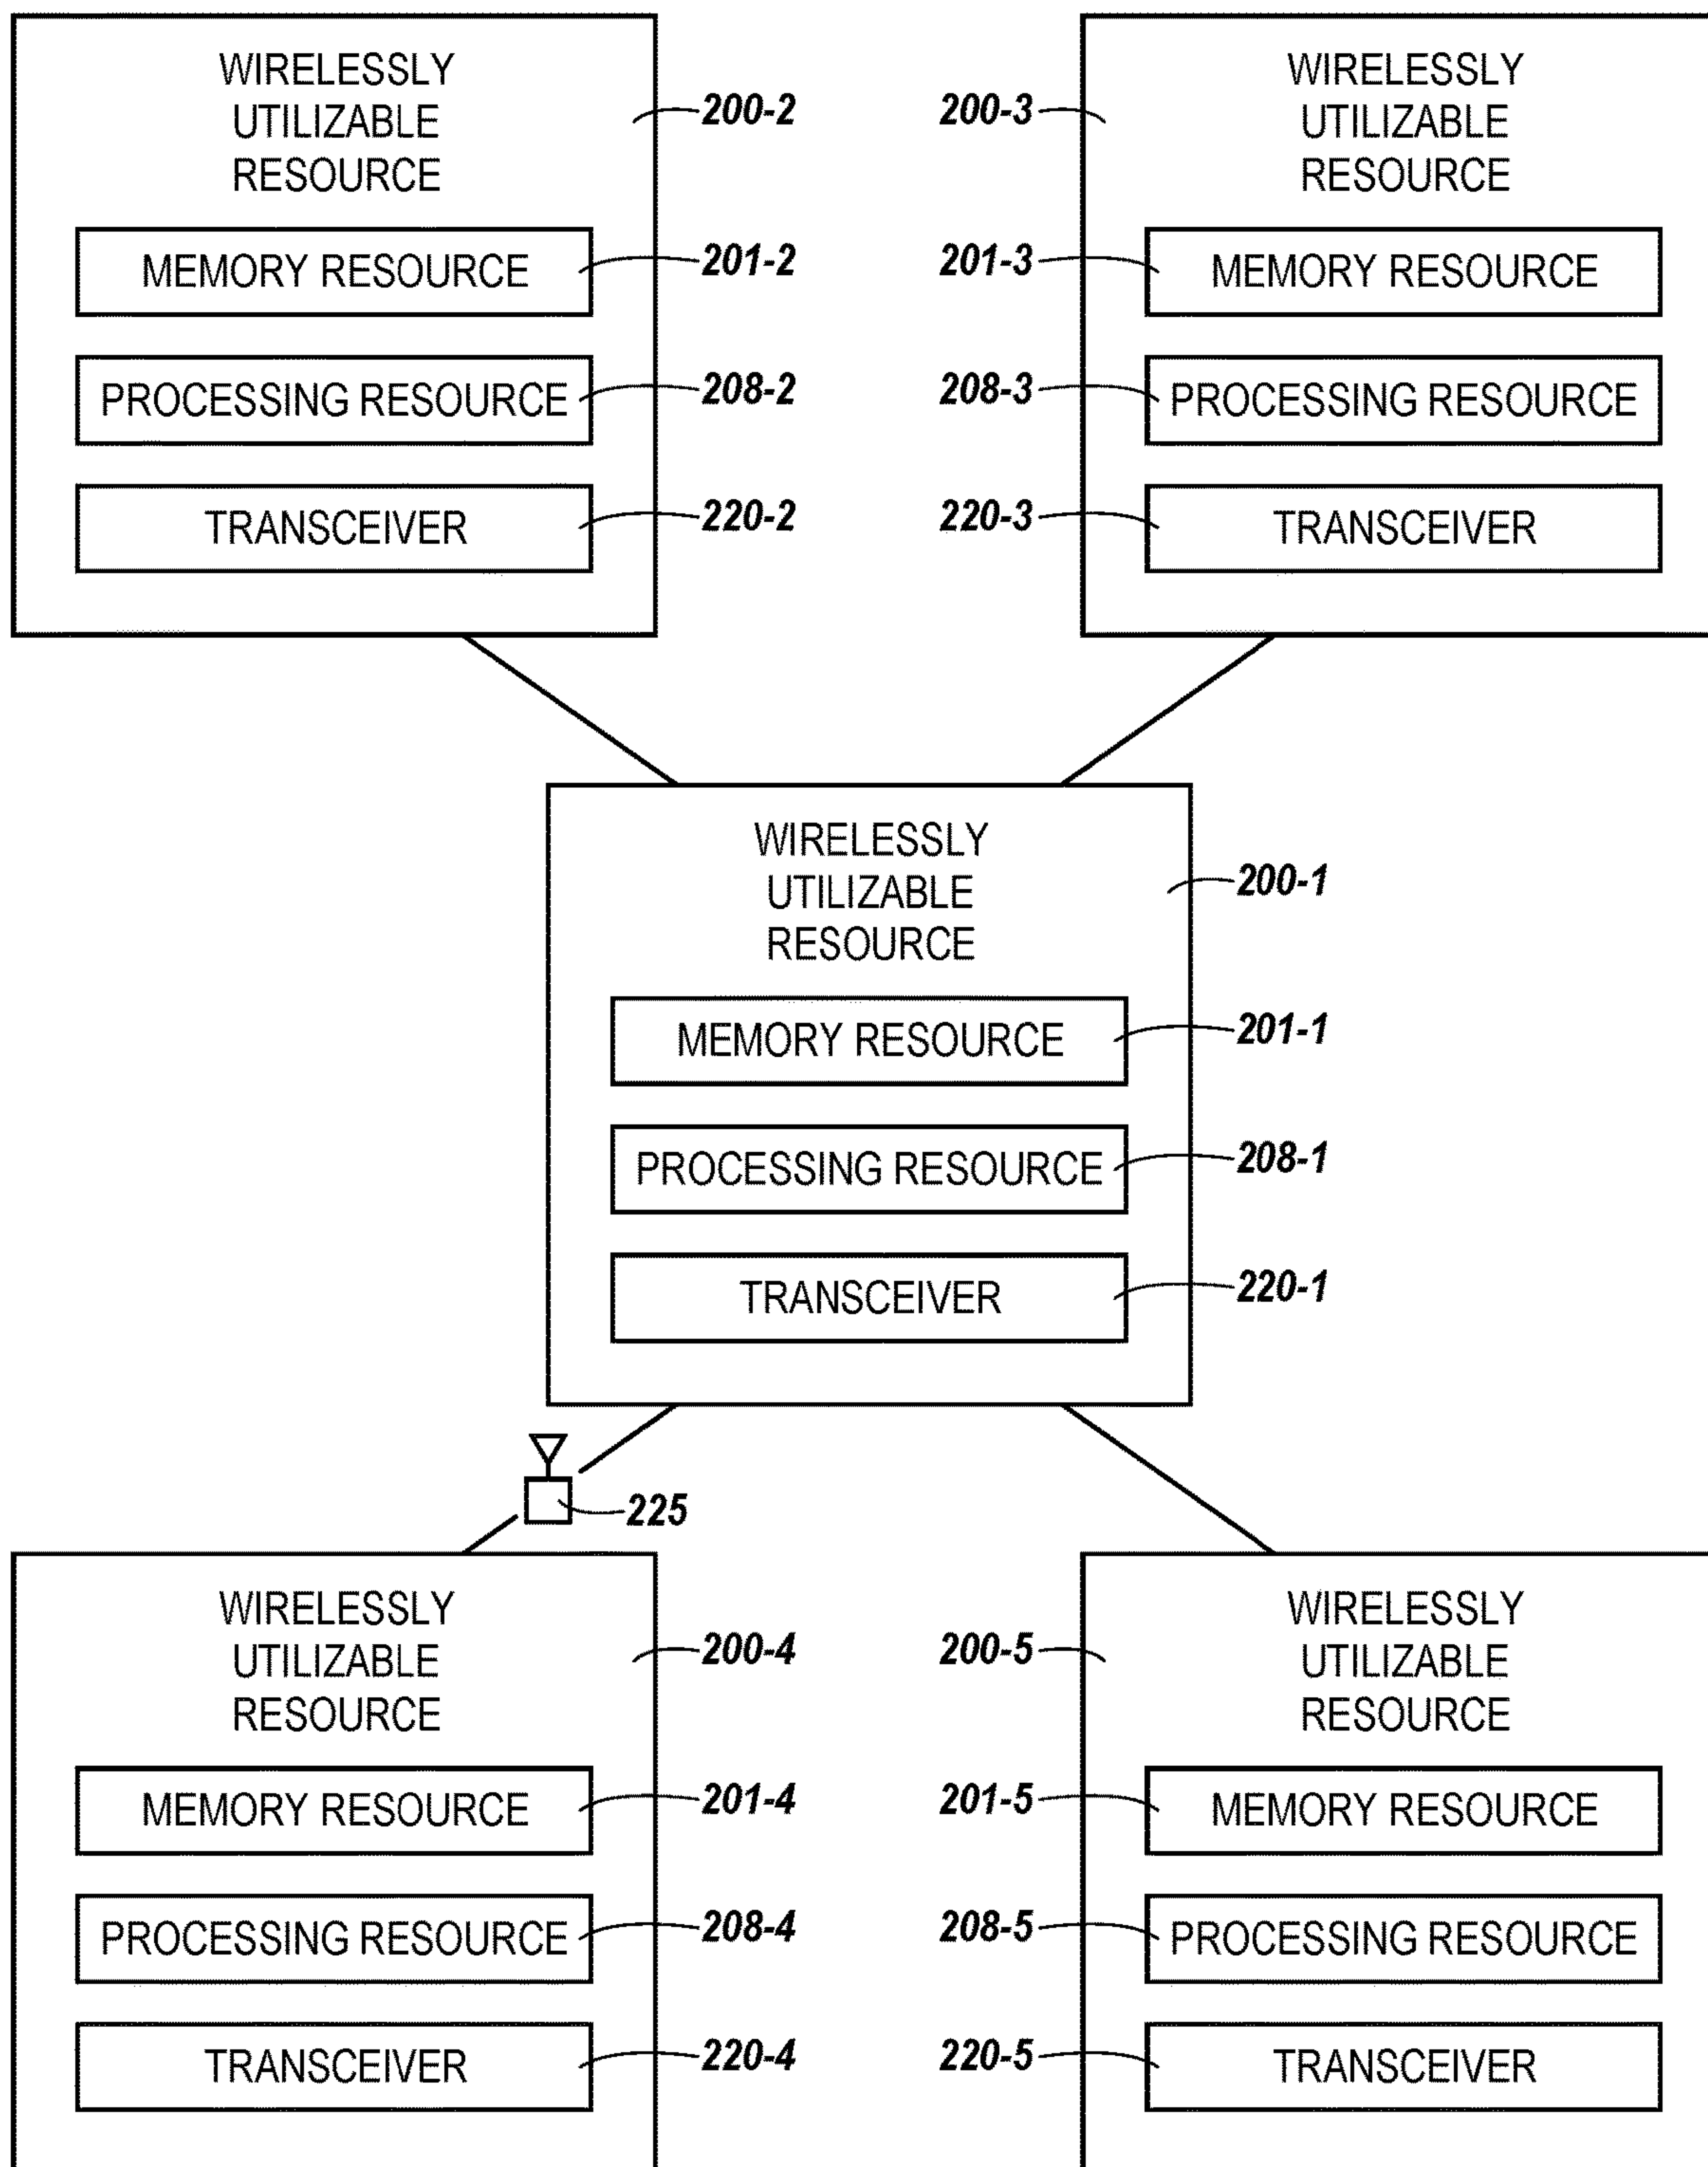 WIRELESSLY
UTILIZABLE
RESOURCE
200-2
MEMORY RESOURCE
201-2
PROCESSING RESOURCE
208-2
TRANSCEIVER
220-2
WIRELESSLY
UTILIZABLE
RESOURCE
200-3
MEMORY RESOURCE
201-3
PROCESSING RESOURCE
208-3
TRANSCEIVER
220-3
WIRELESSLY
UTILIZABLE
RESOURCE
200-1
MEMORY RESOURCE
201-1
PROCESSING RESOURCE
208-1
TRANSCEIVER
220-1
225
WIRELESSLY
UTILIZABLE
RESOURCE
200-4
MEMORY RESOURCE
201-4
PROCESSING RESOURCE
208-4
TRANSCEIVER
220-4
WIRELESSLY
UTILIZABLE
RESOURCE
200-5
MEMORY RESOURCE
201-5
PROCESSING RESOURCE
208-5
TRANSCEIVER
220-5